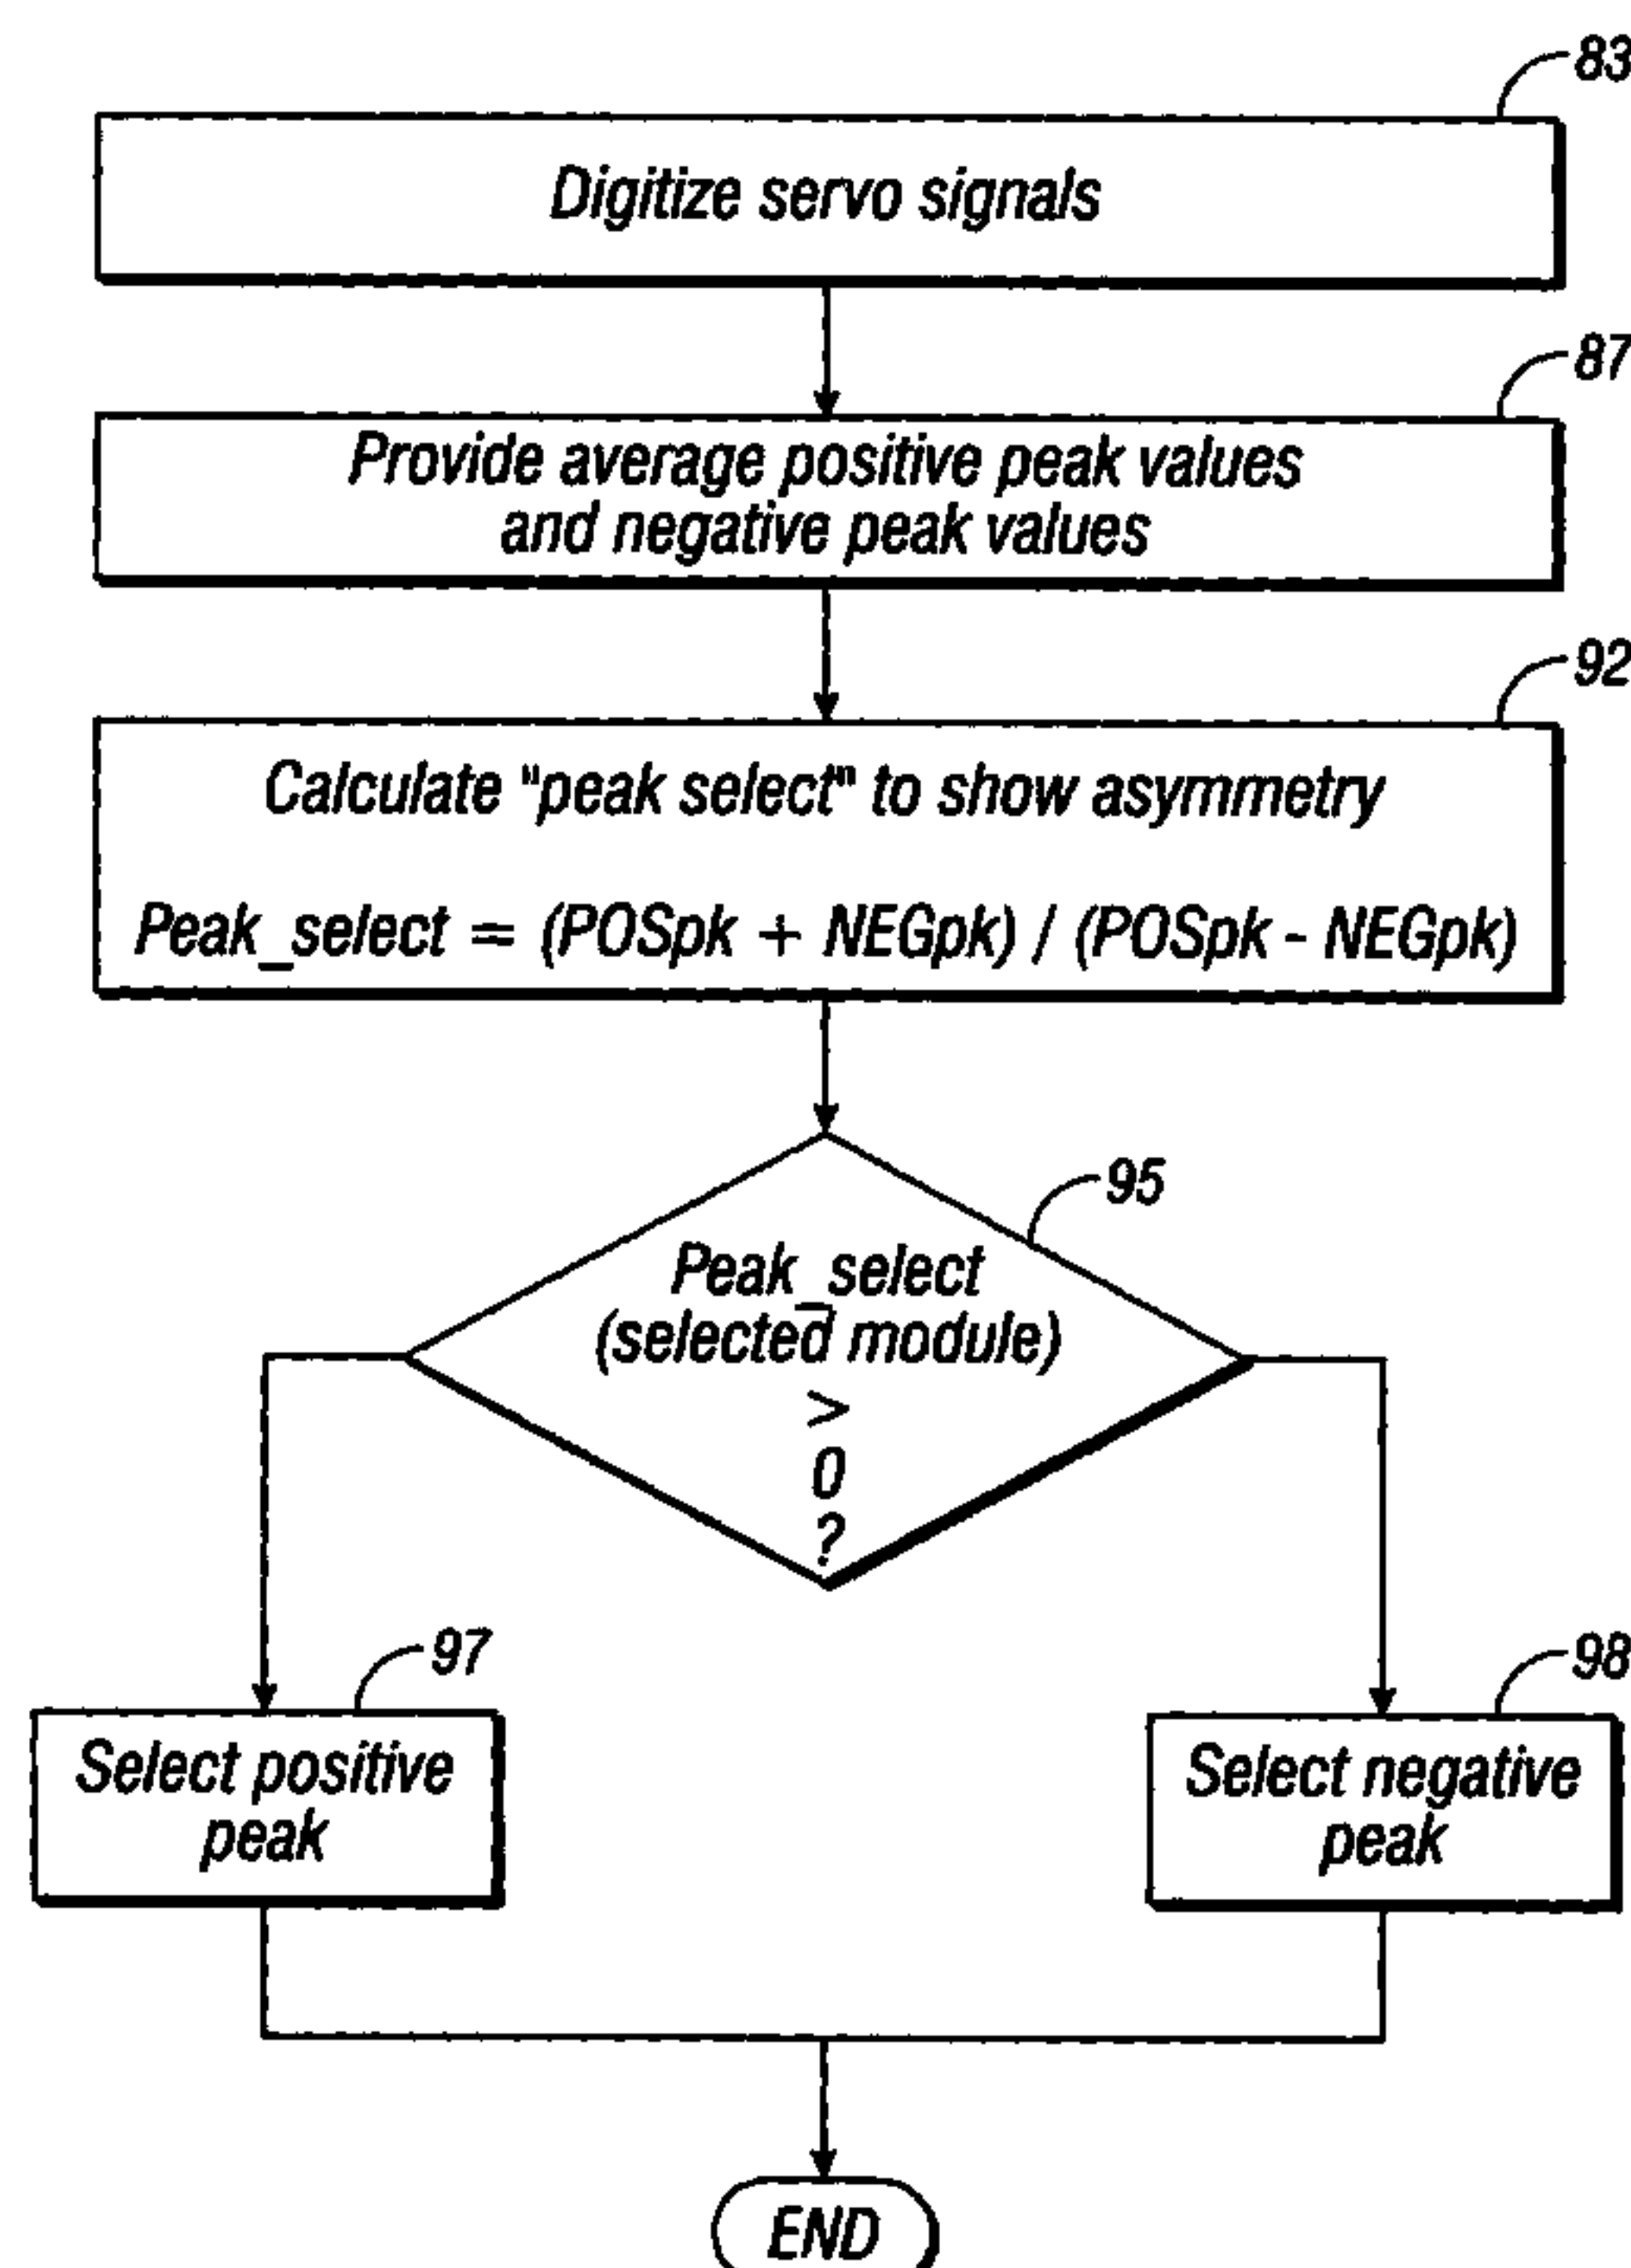 83
Digitize servo signals
87
Provide average positive peak values
and negative peak values
92
Calculate "peak select" to show asymmetry
Peak_select = (POSpk + NEGpk) / (POSpk - NEGpk)
95
Peak_select
(selected module)
>
0
?
97
Select positive
peak
98
Select negative
peak
END